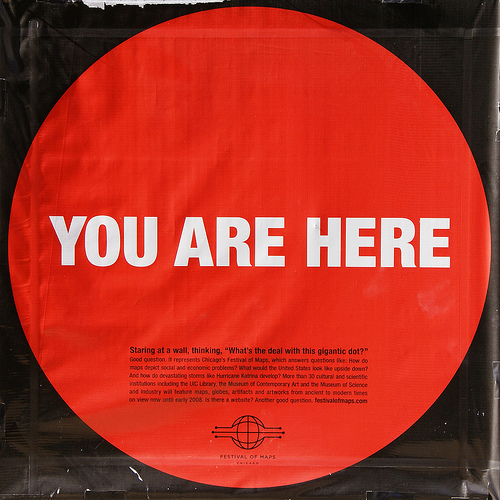 YOU ARE HERE
Staring at a wall, thinking, "What's the deal with this gigantic dot?"
Good question. It represents Chicago's Festival of Maps, which answers questions like: How do
maps depict social and economic problems? What would the United States look like upside down?
And how do devastating storms like Hurricane Katrina develop? More than 30 cultural and scientific
institutions including the UIC Library, the Museum of Contemporary Art and the Museum of Science
and Industry will feature maps, globes, artifacts and artworks from ancient to modern times
on view now until early 2008. Is there a website? Another good question. festivalofmaps.com
FESTIVAL OF MAPS
CHICAGO